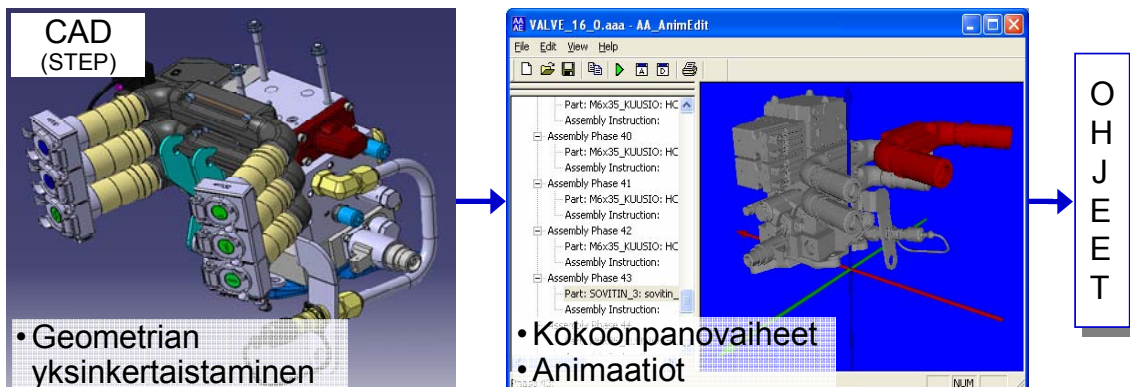 CAD
(STEP)
• Geometrian
yksinkertaistaminen
VALVE_16_0.aaa - AA_AnimEdit
File Edit View Help
Part: M6x35_KUUSIO: HC
Assembly Instruction:
Assembly Phase 40
Part: M6x35_KUUSIO: HC
Assembly Instruction:
Assembly Phase 41
Part: M6x35_KUUSIO: HC
Assembly Instruction:
Assembly Phase 42
Part: M6x35_KUUSIO: HC
Assembly Instruction:
Assembly Phase 43
Part: SOVITIN_3: sovitin_
Assembly Instruction:
• Kokoonpanovaiheet
• Animaatiot
NUM
OHJEET